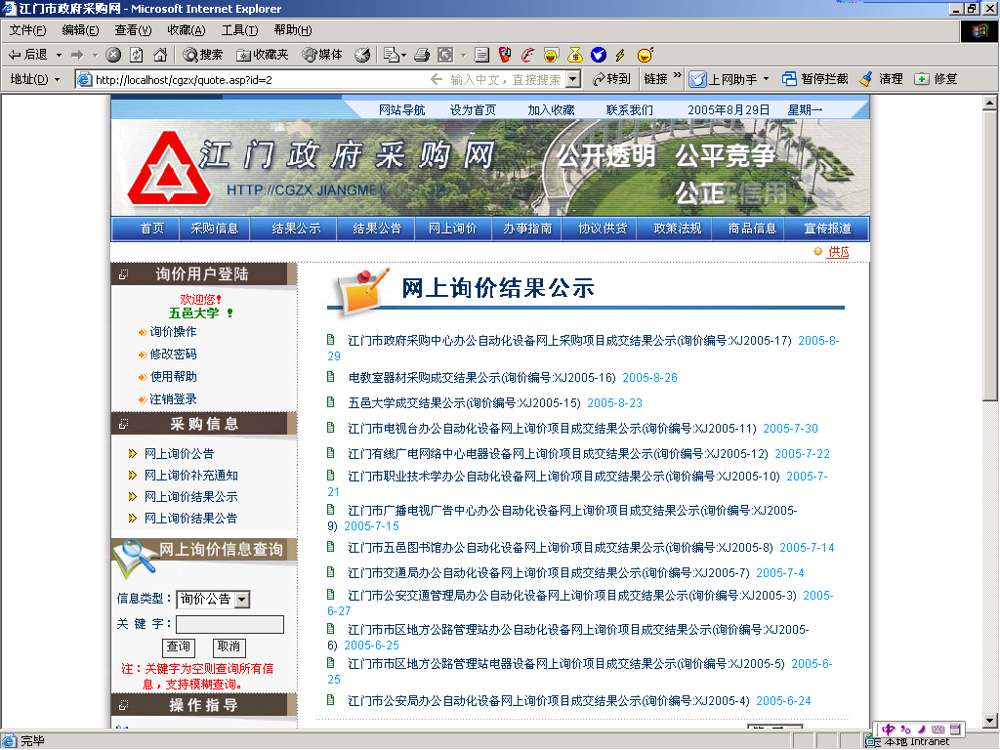 江门市政府采购网 - Microsoft Internet Explorer
文件(F) 编辑(E) 查看(V) 收藏(A) 工具(T) 帮助(H)
后退 搜索 收藏夹 媒体
地址(D) http://localhost/cgzx/quote.asp?id=2 输入中文，直接搜索 转到 链接 » 上网助手 暂停拦截 清理 修复
网站导航 设为首页 加入收藏 联系我们 2005年8月29日 星期一
江门政府采购网 公开透明 公平竞争
HTTP://CGZX JIANGME 公正 信用
首页 采购信息 结果公示 结果公告 网上询价 办事指南 协议供货 政策法规 商品信息 宣传报道
供应
询价用户登陆
欢迎您!
五邑大学 !
询价操作
修改密码
使用帮助
注销登录
采购信息
网上询价公告
网上询价补充通知
网上询价结果公示
网上询价结果公告
网上询价信息查询
信息类型： 询价公告
关 键 字：
查询 取消
注：关键字为空则查询所有信
息，支持模糊查询。
操作指导
网上询价结果公示
江门市政府采购中心办公自动化设备网上采购项目成交结果公示(询价编号:XJ2005-17) 2005-8-
29
电教室器材采购成交结果公示(询价编号:XJ2005-16) 2005-8-26
五邑大学成交结果公示(询价编号:XJ2005-15) 2005-8-23
江门市电视台办公自动化设备网上询价项目成交结果公示(询价编号:XJ2005-11) 2005-7-30
江门有线广电网络中心电器设备网上询价项目成交结果公示(询价编号:XJ2005-12) 2005-7-22
江门市职业技术学办公自动化设备网上询价项目成交结果公示(询价编号:XJ2005-10) 2005-7-
21
江门市广播电视广告中心办公自动化设备网上询价项目成交结果公示(询价编号:XJ2005-
9) 2005-7-15
江门市五邑图书馆办公自动化设备网上询价项目成交结果公示(询价编号:XJ2005-8) 2005-7-14
江门市交通局办公自动化设备网上询价项目成交结果公示(询价编号:XJ2005-7) 2005-7-4
江门市公安交通管理局办公自动化设备网上询价项目成交结果公示(询价编号:XJ2005-3) 2005-
6-27
江门市市区地方公路管理站办公自动化设备网上询价项目成交结果公示(询价编号:XJ2005-
6) 2005-6-25
江门市市区地方公路管理站电器设备网上询价项目成交结果公示(询价编号:XJ2005-5) 2005-6-
25
江门市公安局办公自动化设备网上询价项目成交结果公示(询价编号:XJ2005-4) 2005-6-24
中
完毕 本地 Intranet